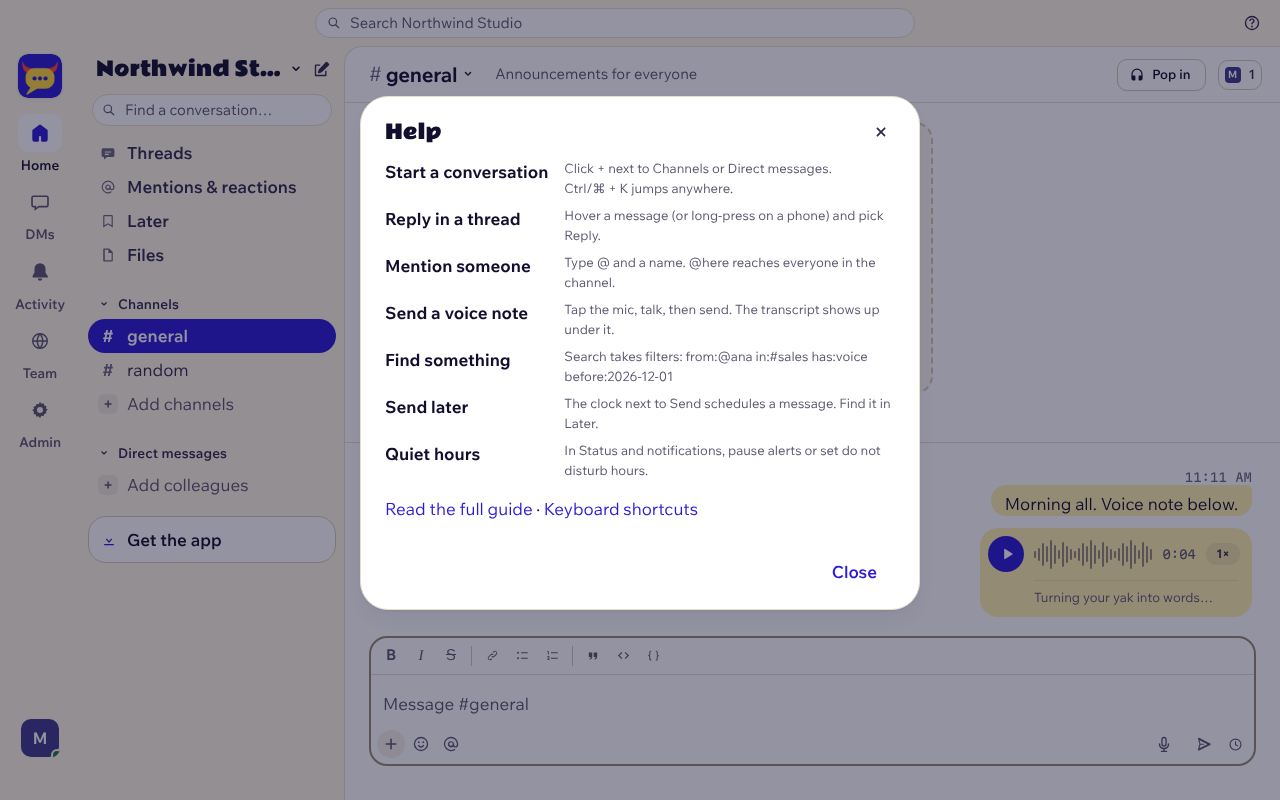 Search Northwind Studio
Northwind St...
Find a conversation…
Home
DMs
Activity
Team
Admin
M
Threads
Mentions & reactions
Later
Files
Channels
# general
# random
+ Add channels
Direct messages
+ Add colleagues
Get the app
# general
Announcements for everyone
Pop in
M 1
Help
Start a conversation
Click + next to Channels or Direct messages.
Ctrl/⌘ + K jumps anywhere.
Reply in a thread
Hover a message (or long-press on a phone) and pick
Reply.
Mention someone
Type @ and a name. @here reaches everyone in the
channel.
Send a voice note
Tap the mic, talk, then send. The transcript shows up
under it.
Find something
Search takes filters: from:@ana in:#sales has:voice
before:2026-12-01
Send later
The clock next to Send schedules a message. Find it in
Later.
Quiet hours
In Status and notifications, pause alerts or set do not
disturb hours.
Read the full guide · Keyboard shortcuts
Close
11:11 AM
Morning all. Voice note below.
0:04
1×
Turning your yak into words…
B I S
Message #general